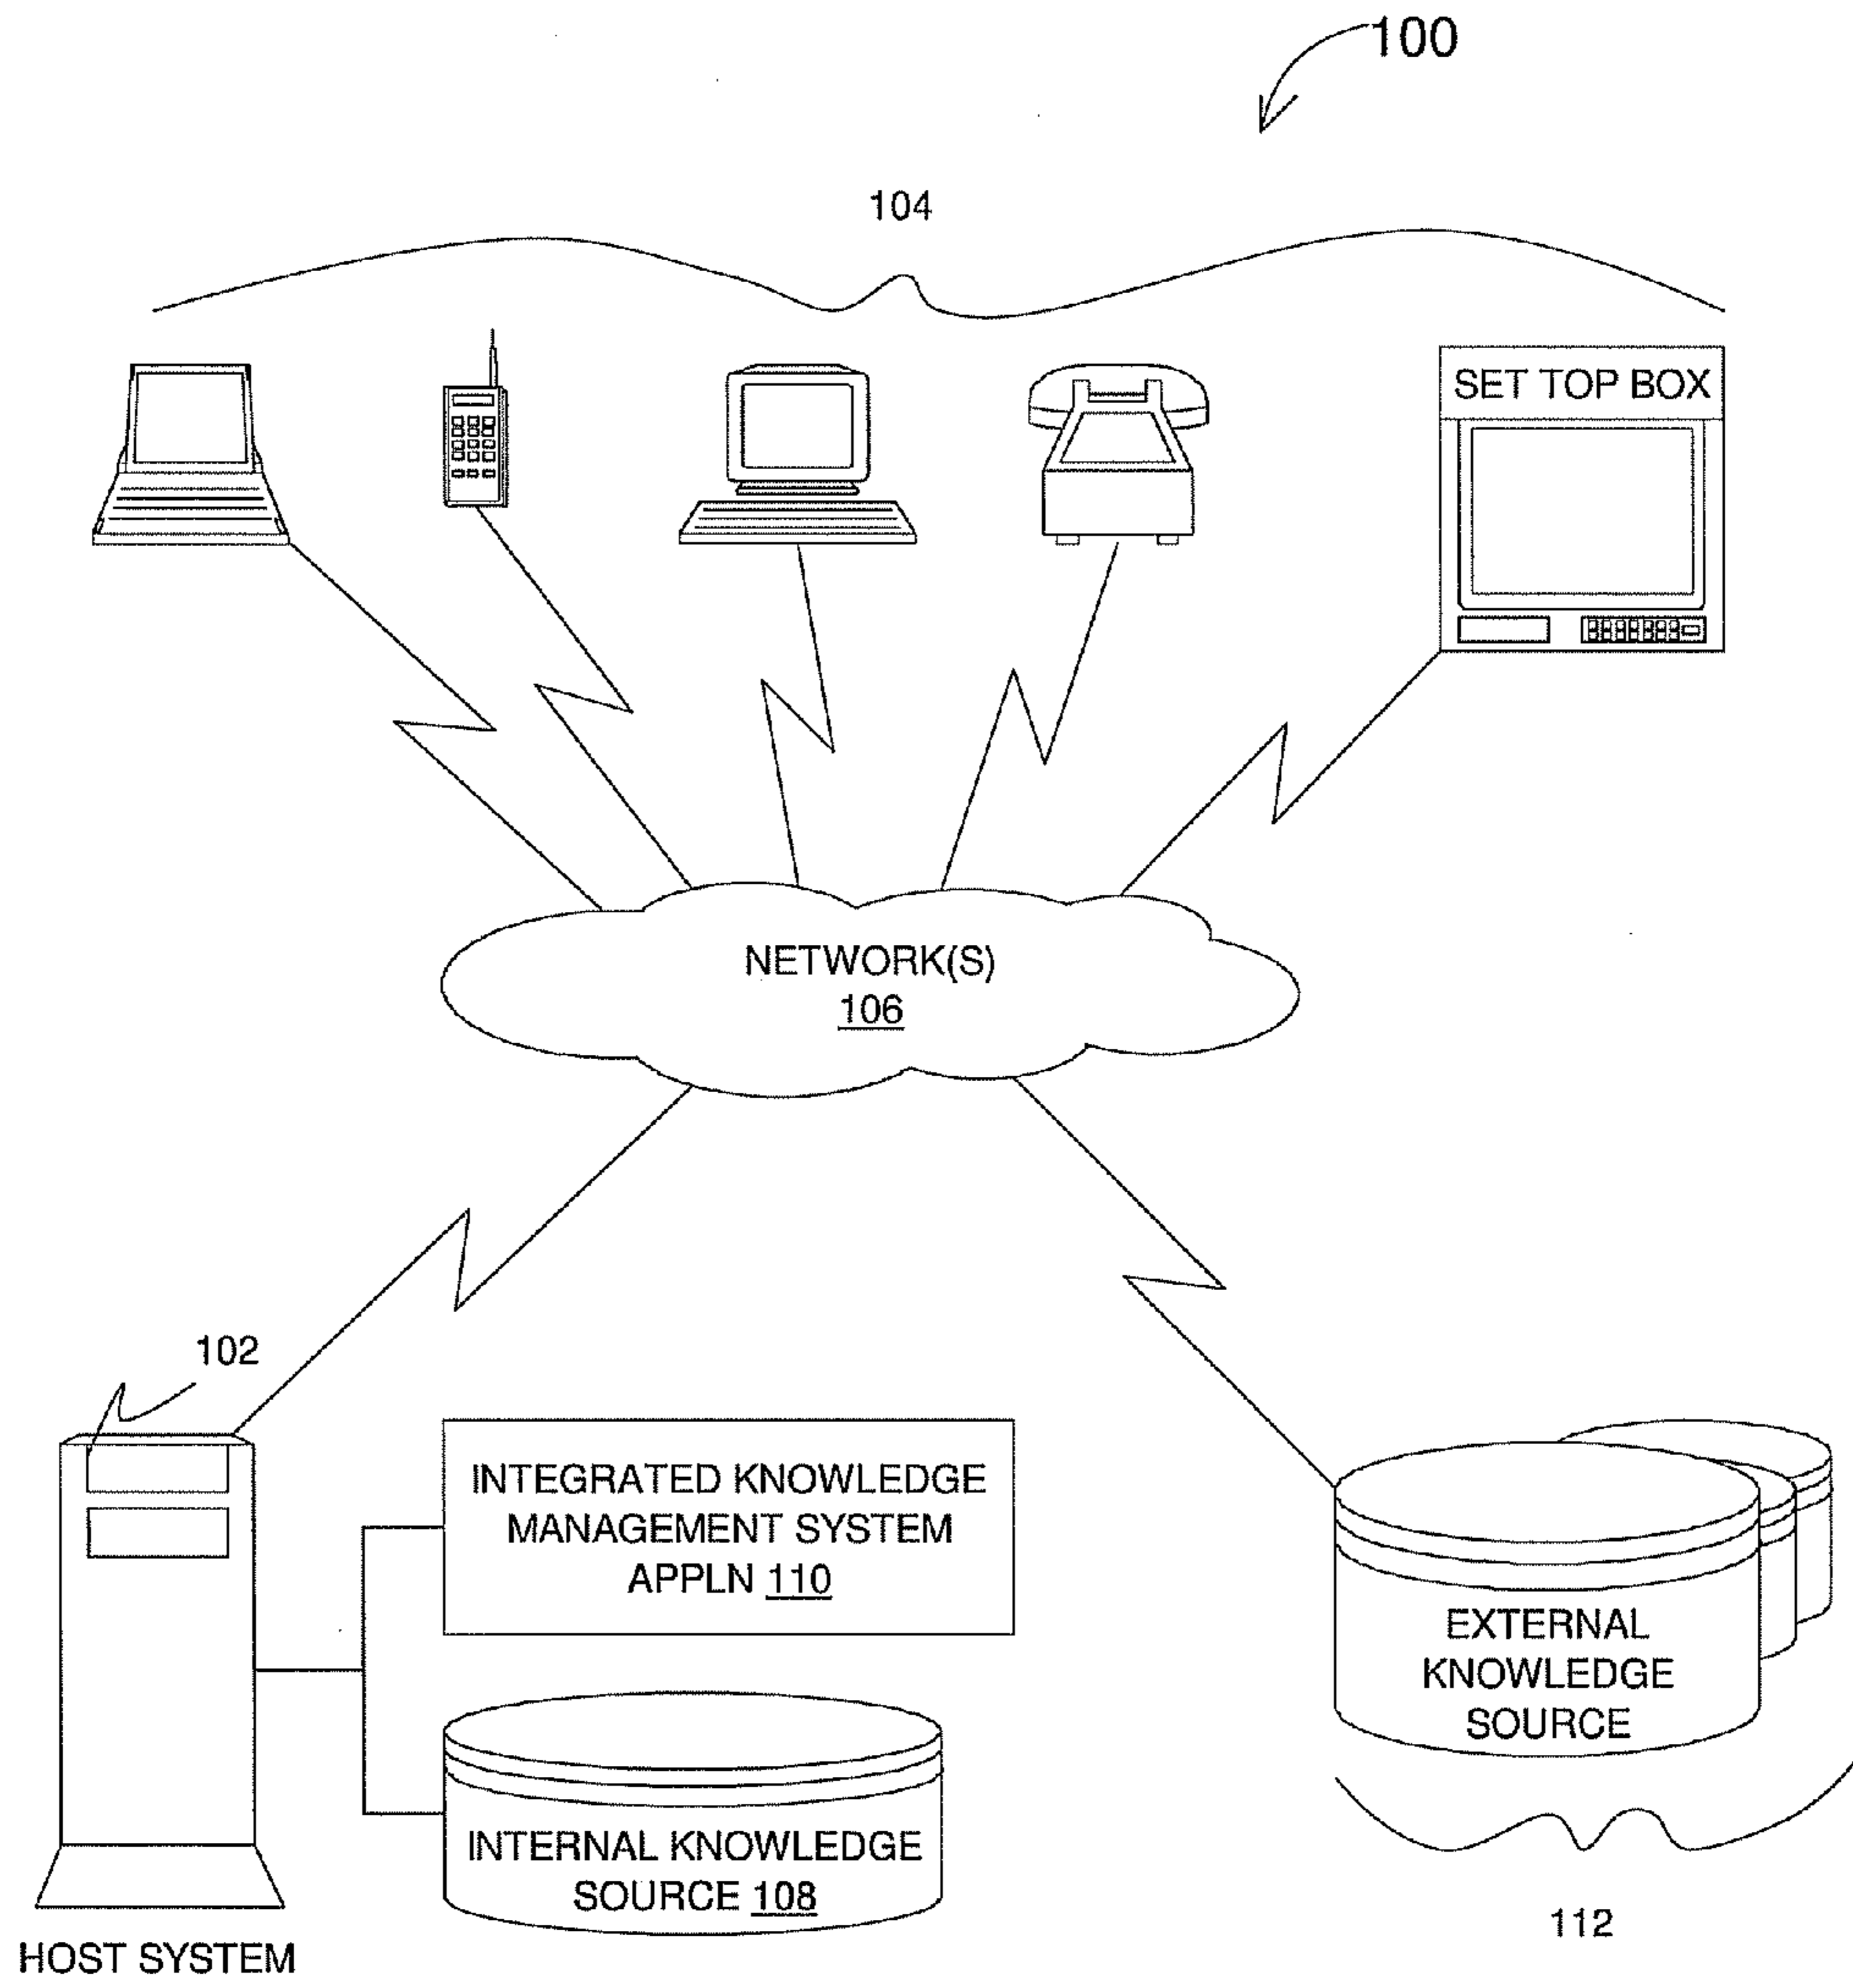 100
104
SET TOP BOX
NETWORK(S)
106
102
INTEGRATED KNOWLEDGE
MANAGEMENT SYSTEM
APPLN 110
EXTERNAL
KNOWLEDGE
SOURCE
INTERNAL KNOWLEDGE
SOURCE 108
112
HOST SYSTEM